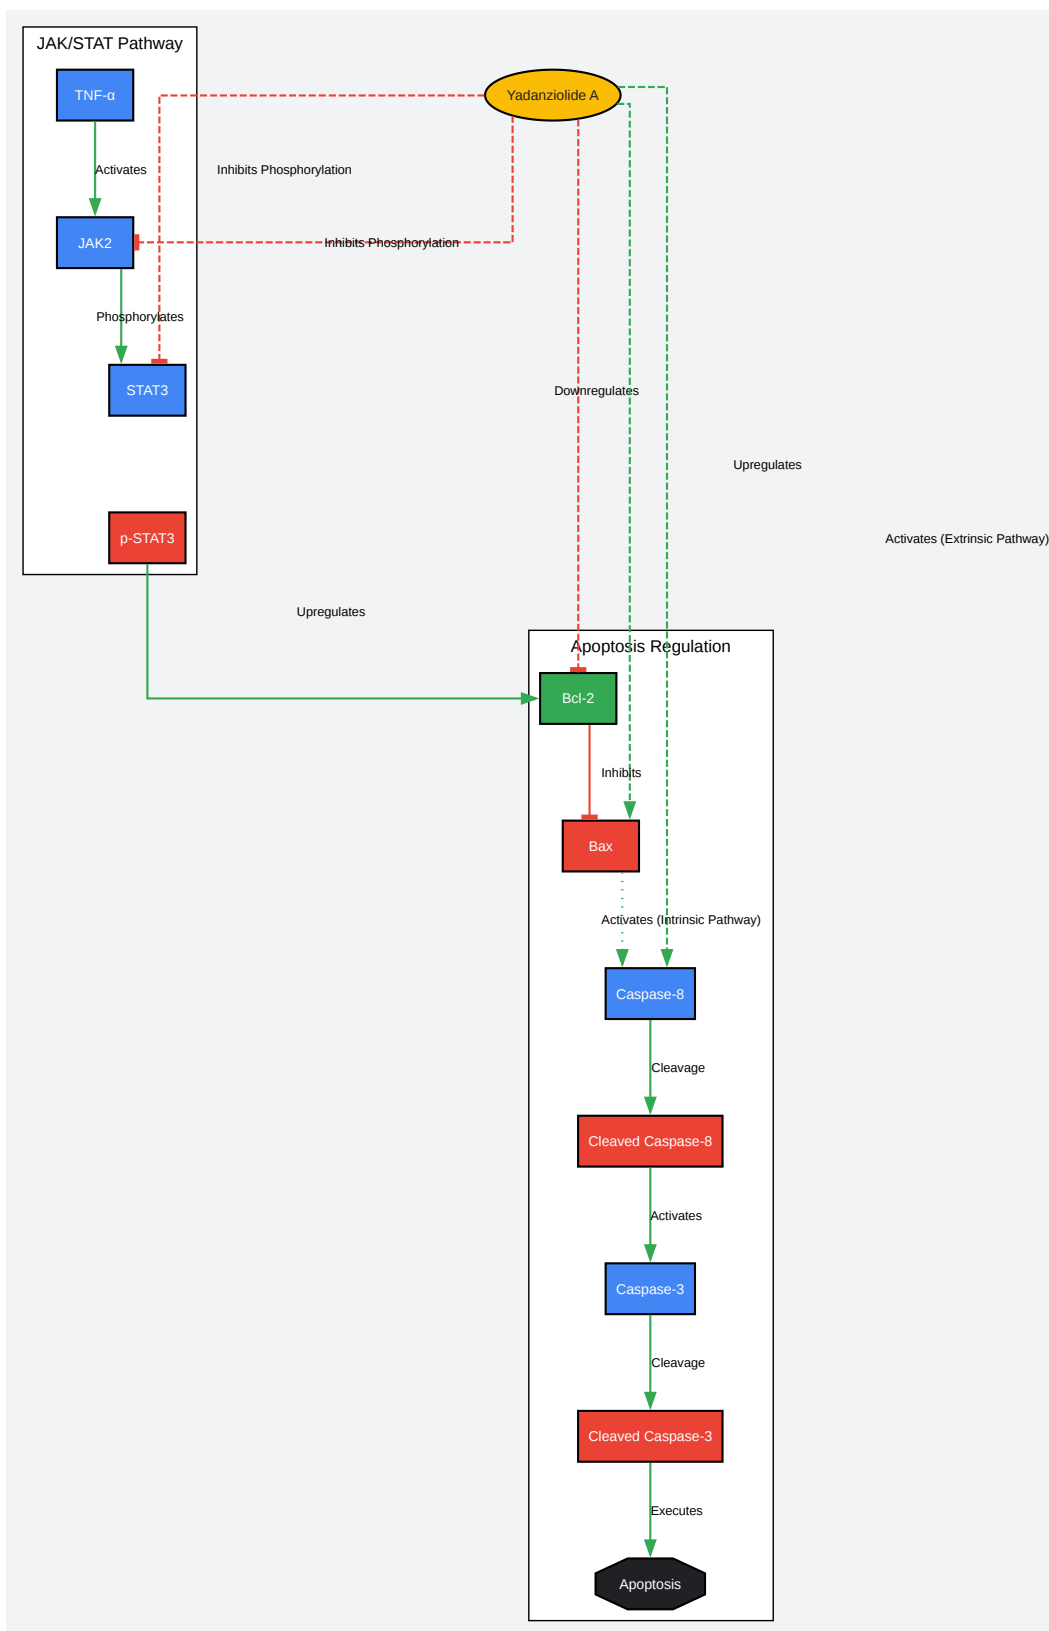 JAK/STAT Pathway
TNF-α
Yadanziolide A
Activates
Inhibits Phosphorylation
JAK2
Inhibits Phosphorylation
Phosphorylates
STAT3
Downregulates
Upregulates
p-STAT3
Activates (Extrinsic Pathway)
Upregulates
Apoptosis Regulation
Bcl-2
Inhibits
Bax
Activates (Intrinsic Pathway)
Caspase-8
Cleavage
Cleaved Caspase-8
Activates
Caspase-3
Cleavage
Cleaved Caspase-3
Executes
Apoptosis